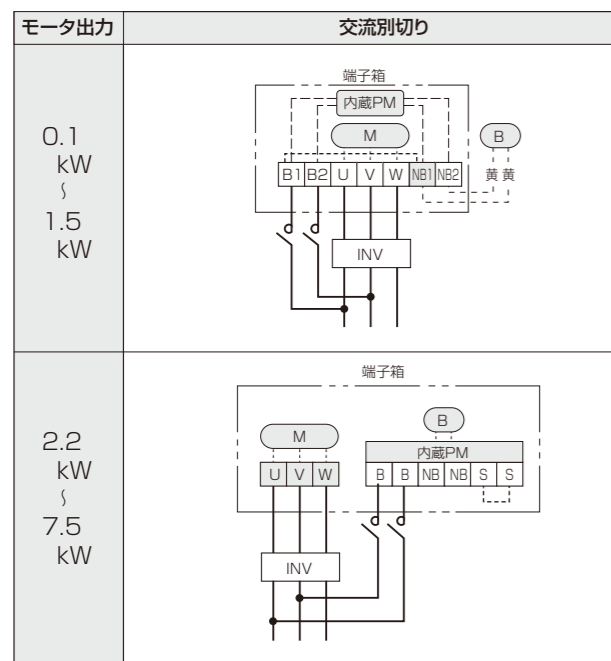 モータ出力
交流別切り
0.1
kW
〜
1.5
kW
端子箱
内蔵PM
M
B
B1 B2 U V W NB1 NB2
黄 黄
INV
2.2
kW
〜
7.5
kW
端子箱
M
B
内蔵PM
U V W
B B NB NB S S
INV